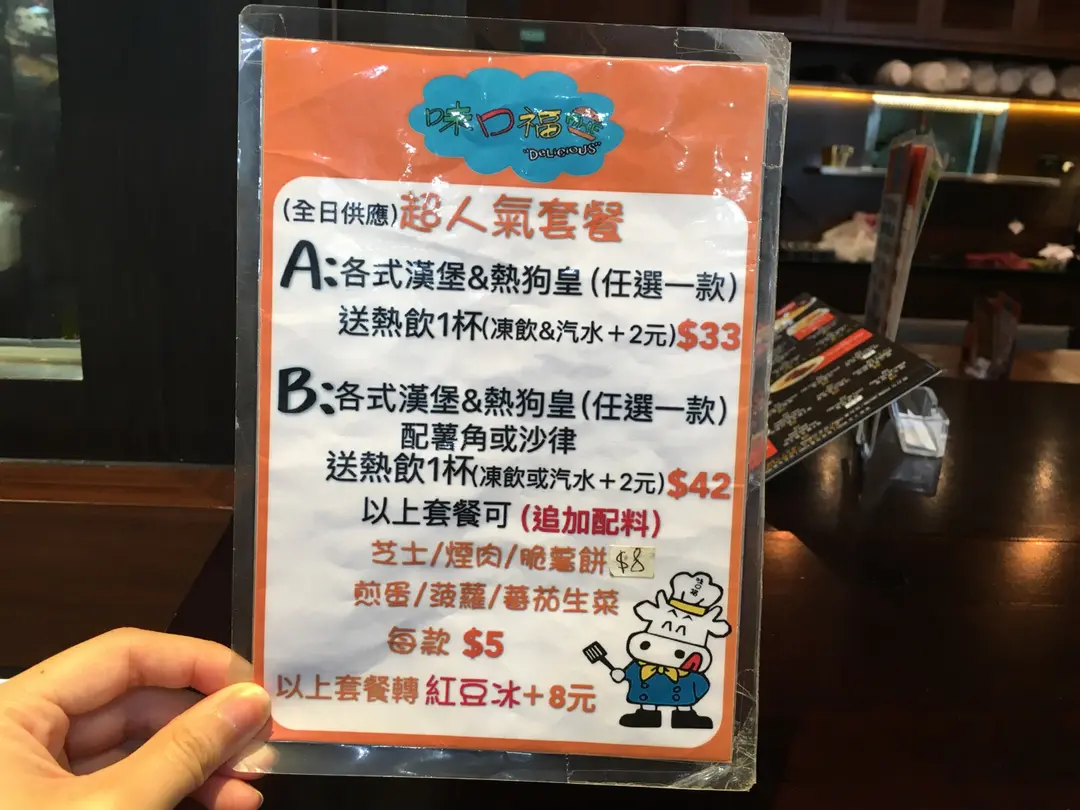 味口福
"DELICIOUS"
(全日供應)超人氣套餐
A:各式漢堡&熱狗皇(任選一款)
送熱飲1杯(凍飲&汽水+2元)$33
B:各式漢堡&熱狗皇(任選一款)
配薯角或沙律
送熱飲1杯(凍飲或汽水+2元)$42
以上套餐可(追加配料)
芝士/煙肉/脆薯餅 $8
煎蛋/菠蘿/蕃茄生菜
每款 $5
以上套餐轉紅豆冰+8元